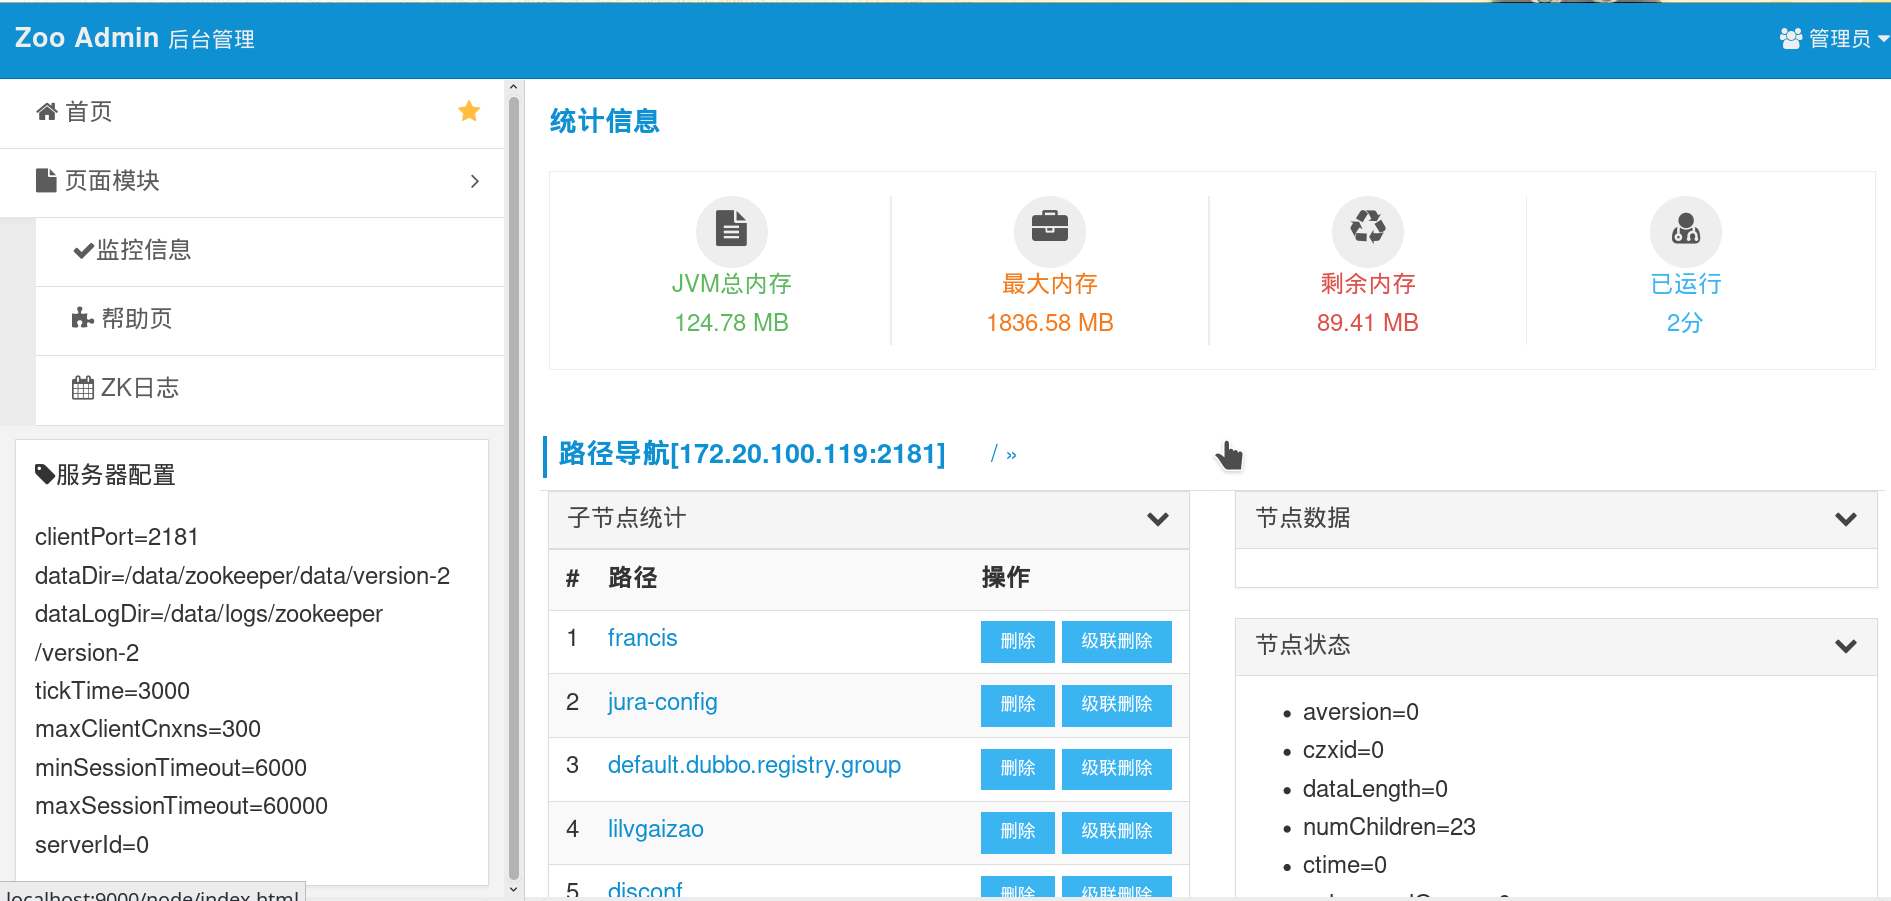 Zoo Admin 后台管理
管理员
首页
页面模块
监控信息
帮助页
ZK日志
服务器配置
clientPort=2181
dataDir=/data/zookeeper/data/version-2
dataLogDir=/data/logs/zookeeper
/version-2
tickTime=3000
maxClientCnxns=300
minSessionTimeout=6000
maxSessionTimeout=60000
serverId=0
localhost:9000/node/index.html
统计信息
JVM总内存
124.78 MB
最大内存
1836.58 MB
剩余内存
89.41 MB
已运行
2分
路径导航[172.20.100.119:2181] / »
子节点统计
# 路径 操作
1 francis 删除 级联删除
2 jura-config 删除 级联删除
3 default.dubbo.registry.group 删除 级联删除
4 lilvgaizao 删除 级联删除
5 disconf 删除 级联删除
节点数据
节点状态
aversion=0
czxid=0
dataLength=0
numChildren=23
ctime=0